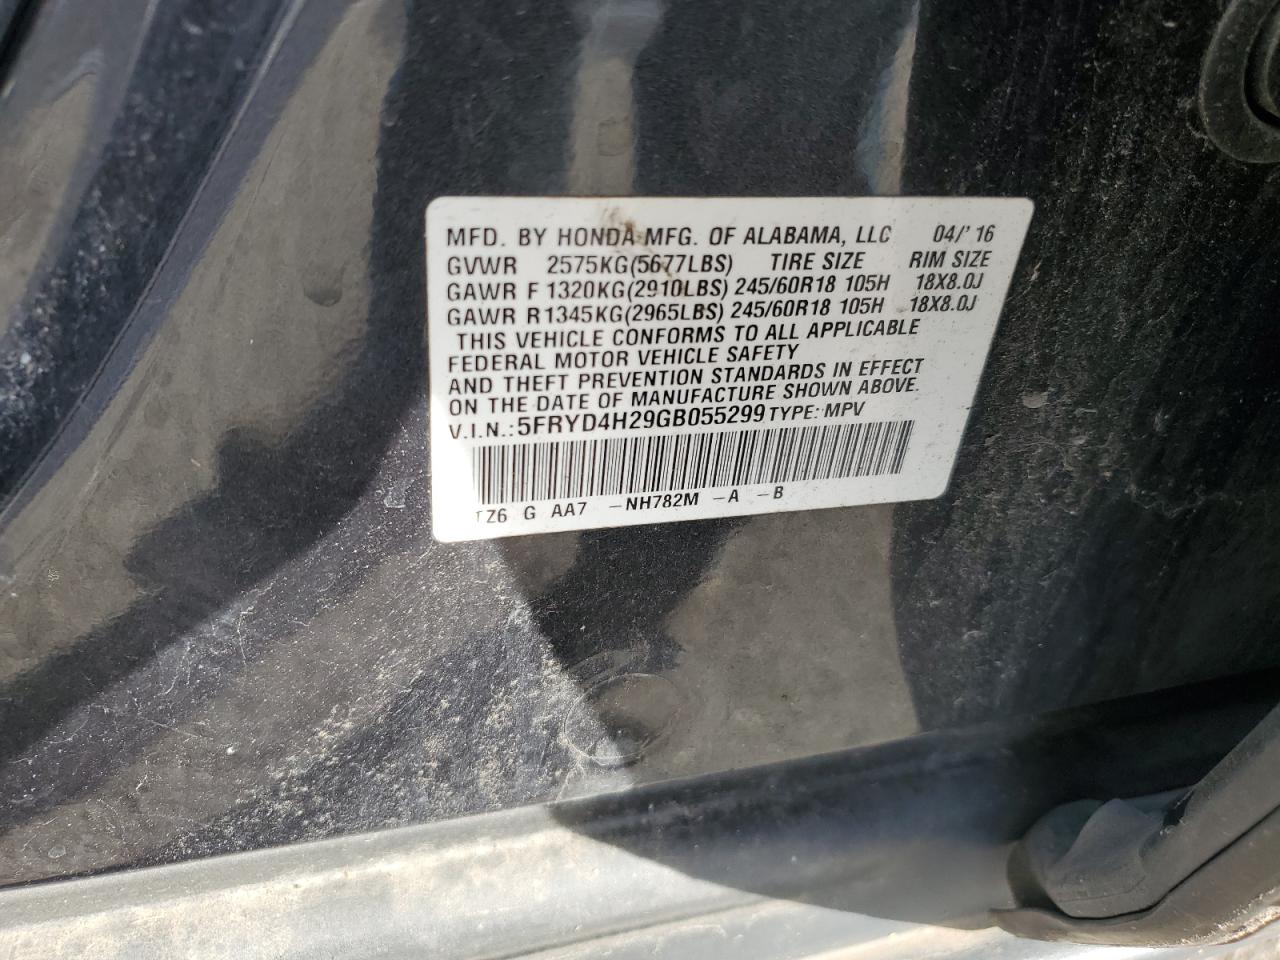 MFD. BY HONDA MFG. OF ALABAMA, LLC 04/'16
GVWR 2575KG(5677LBS) TIRE SIZE RIM SIZE
GAWR F 1320KG(2910LBS) 245/60R18 105H 18X8.0J
GAWR R1345KG(2965LBS) 245/60R18 105H 18X8.0J
THIS VEHICLE CONFORMS TO ALL APPLICABLE
FEDERAL MOTOR VEHICLE SAFETY
AND THEFT PREVENTION STANDARDS IN EFFECT
ON THE DATE OF MANUFACTURE SHOWN ABOVE.
V.I.N.:5FRYD4H29GB055299 TYPE: MPV
TZ6 G AA7 -NH782M -A -B